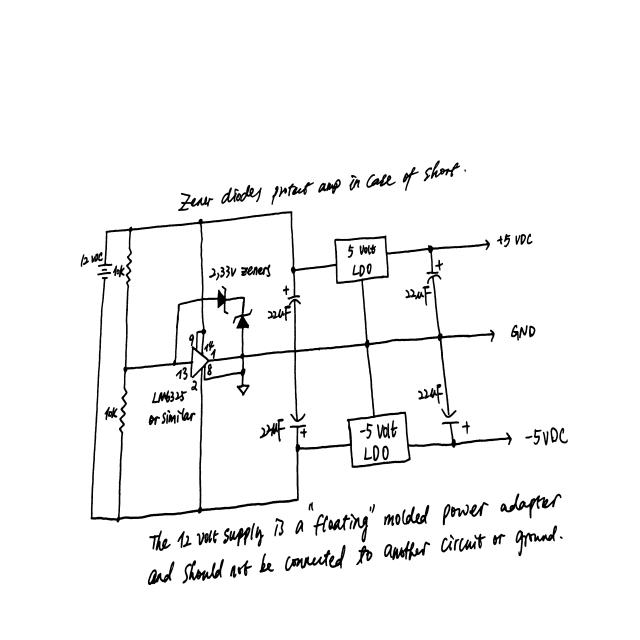 Zener diodes protect amp in case of short.
12 VDC
10K
2,33V zeners
5 Volt
LDO
+5 VDC
+
22uF
+
22uF
9
14
1
13
8
2
GND
LM6325
or similar
10K
22uF
+
22uF
+
-5 Volt
LDO
-5VDC
The 12 volt supply is a "floating" molded power adapter
and should not be connected to another circuit or ground.